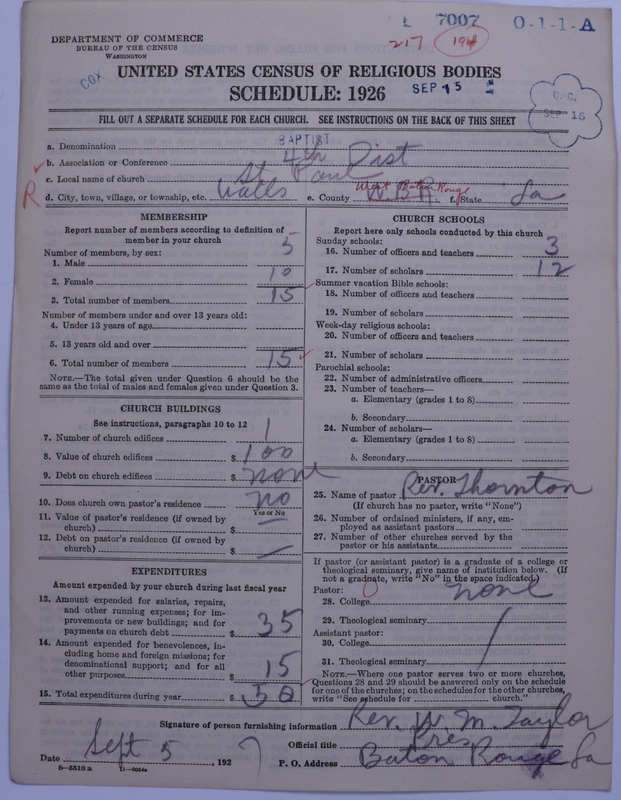 L 7007 0-1-1-A
217 194
DEPARTMENT OF COMMERCE
BUREAU OF THE CENSUS
WASHINGTON
COX
UNITED STATES CENSUS OF RELIGIOUS BODIES
SCHEDULE: 1926
SEP 15
C. C.
SEP 15
FILL OUT A SEPARATE SCHEDULE FOR EACH CHURCH. SEE INSTRUCTIONS ON THE BACK OF THIS SHEET
a. Denomination BAPTIST
b. Association or Conference 4th Dist
c. Local name of church St Paul
R
d. City, town, village, or township, etc. Walls e. County W. B. R. West Baton Rouge f. State La
MEMBERSHIP
Report number of members according to definition of
member in your church
Number of members, by sex:
1. Male 5
2. Female 10
3. Total number of members 15
Number of members under and over 13 years old:
4. Under 13 years of age
5. 13 years old and over
6. Total number of members 15
NOTE.—The total given under Question 6 should be the
same as the total of males and females given under Question 3.
CHURCH BUILDINGS
See instructions, paragraphs 10 to 12
7. Number of church edifices 1
8. Value of church edifices $ 100
9. Debt on church edifices $ none
10. Does church own pastor's residence no
Yes or No
11. Value of pastor's residence (if owned by
church) $ —
12. Debt on pastor's residence (if owned by
church) $ —
EXPENDITURES
Amount expended by your church during last fiscal year
13. Amount expended for salaries, repairs,
and other running expenses; for im-
provements or new buildings; and for
payments on church debt $ 35
14. Amount expended for benevolences, in-
cluding home and foreign missions; for
denominational support; and for all
other purposes $ 15
15. Total expenditures during year $ 50
CHURCH SCHOOLS
Report here only schools conducted by this church
Sunday schools:
16. Number of officers and teachers 3
17. Number of scholars 12
Summer vacation Bible schools:
18. Number of officers and teachers
19. Number of scholars
Week-day religious schools:
20. Number of officers and teachers
21. Number of scholars
Parochial schools:
22. Number of administrative officers
23. Number of teachers—
a. Elementary (grades 1 to 8)
b. Secondary
24. Number of scholars—
a. Elementary (grades 1 to 8)
b. Secondary
PASTOR
25. Name of pastor Rev. Thornton
(If church has no pastor, write "None")
26. Number of ordained ministers, if any, em-
ployed as assistant pastors
27. Number of other churches served by the
pastor or his assistants
If pastor (or assistant pastor) is a graduate of a college or
theological seminary, give name of institution below. (If
not a graduate, write "No" in the space indicated.)
Pastor: none
28. College
29. Theological seminary
Assistant pastor:
30. College
31. Theological seminary
NOTE.—Where one pastor serves two or more churches,
Questions 28 and 29 should be answered only on the schedule
for one of the churches; on the schedules for the other churches,
write "See schedule for church."
Signature of person furnishing information Rev. W. M. Taylor
Official title Pres
Date Sept 5, 1927 P. O. Address Baton Rouge La
8—5518 a